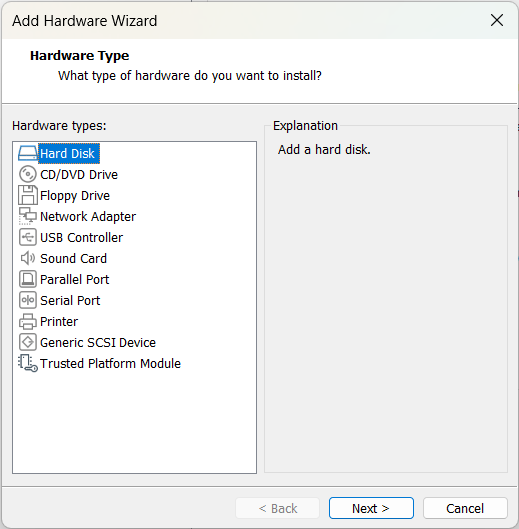 Add Hardware Wizard
Hardware Type
What type of hardware do you want to install?
Hardware types:
Hard Disk
CD/DVD Drive
Floppy Drive
Network Adapter
USB Controller
Sound Card
Parallel Port
Serial Port
Printer
Generic SCSI Device
Trusted Platform Module
Explanation
Add a hard disk.
< Back
Next >
Cancel